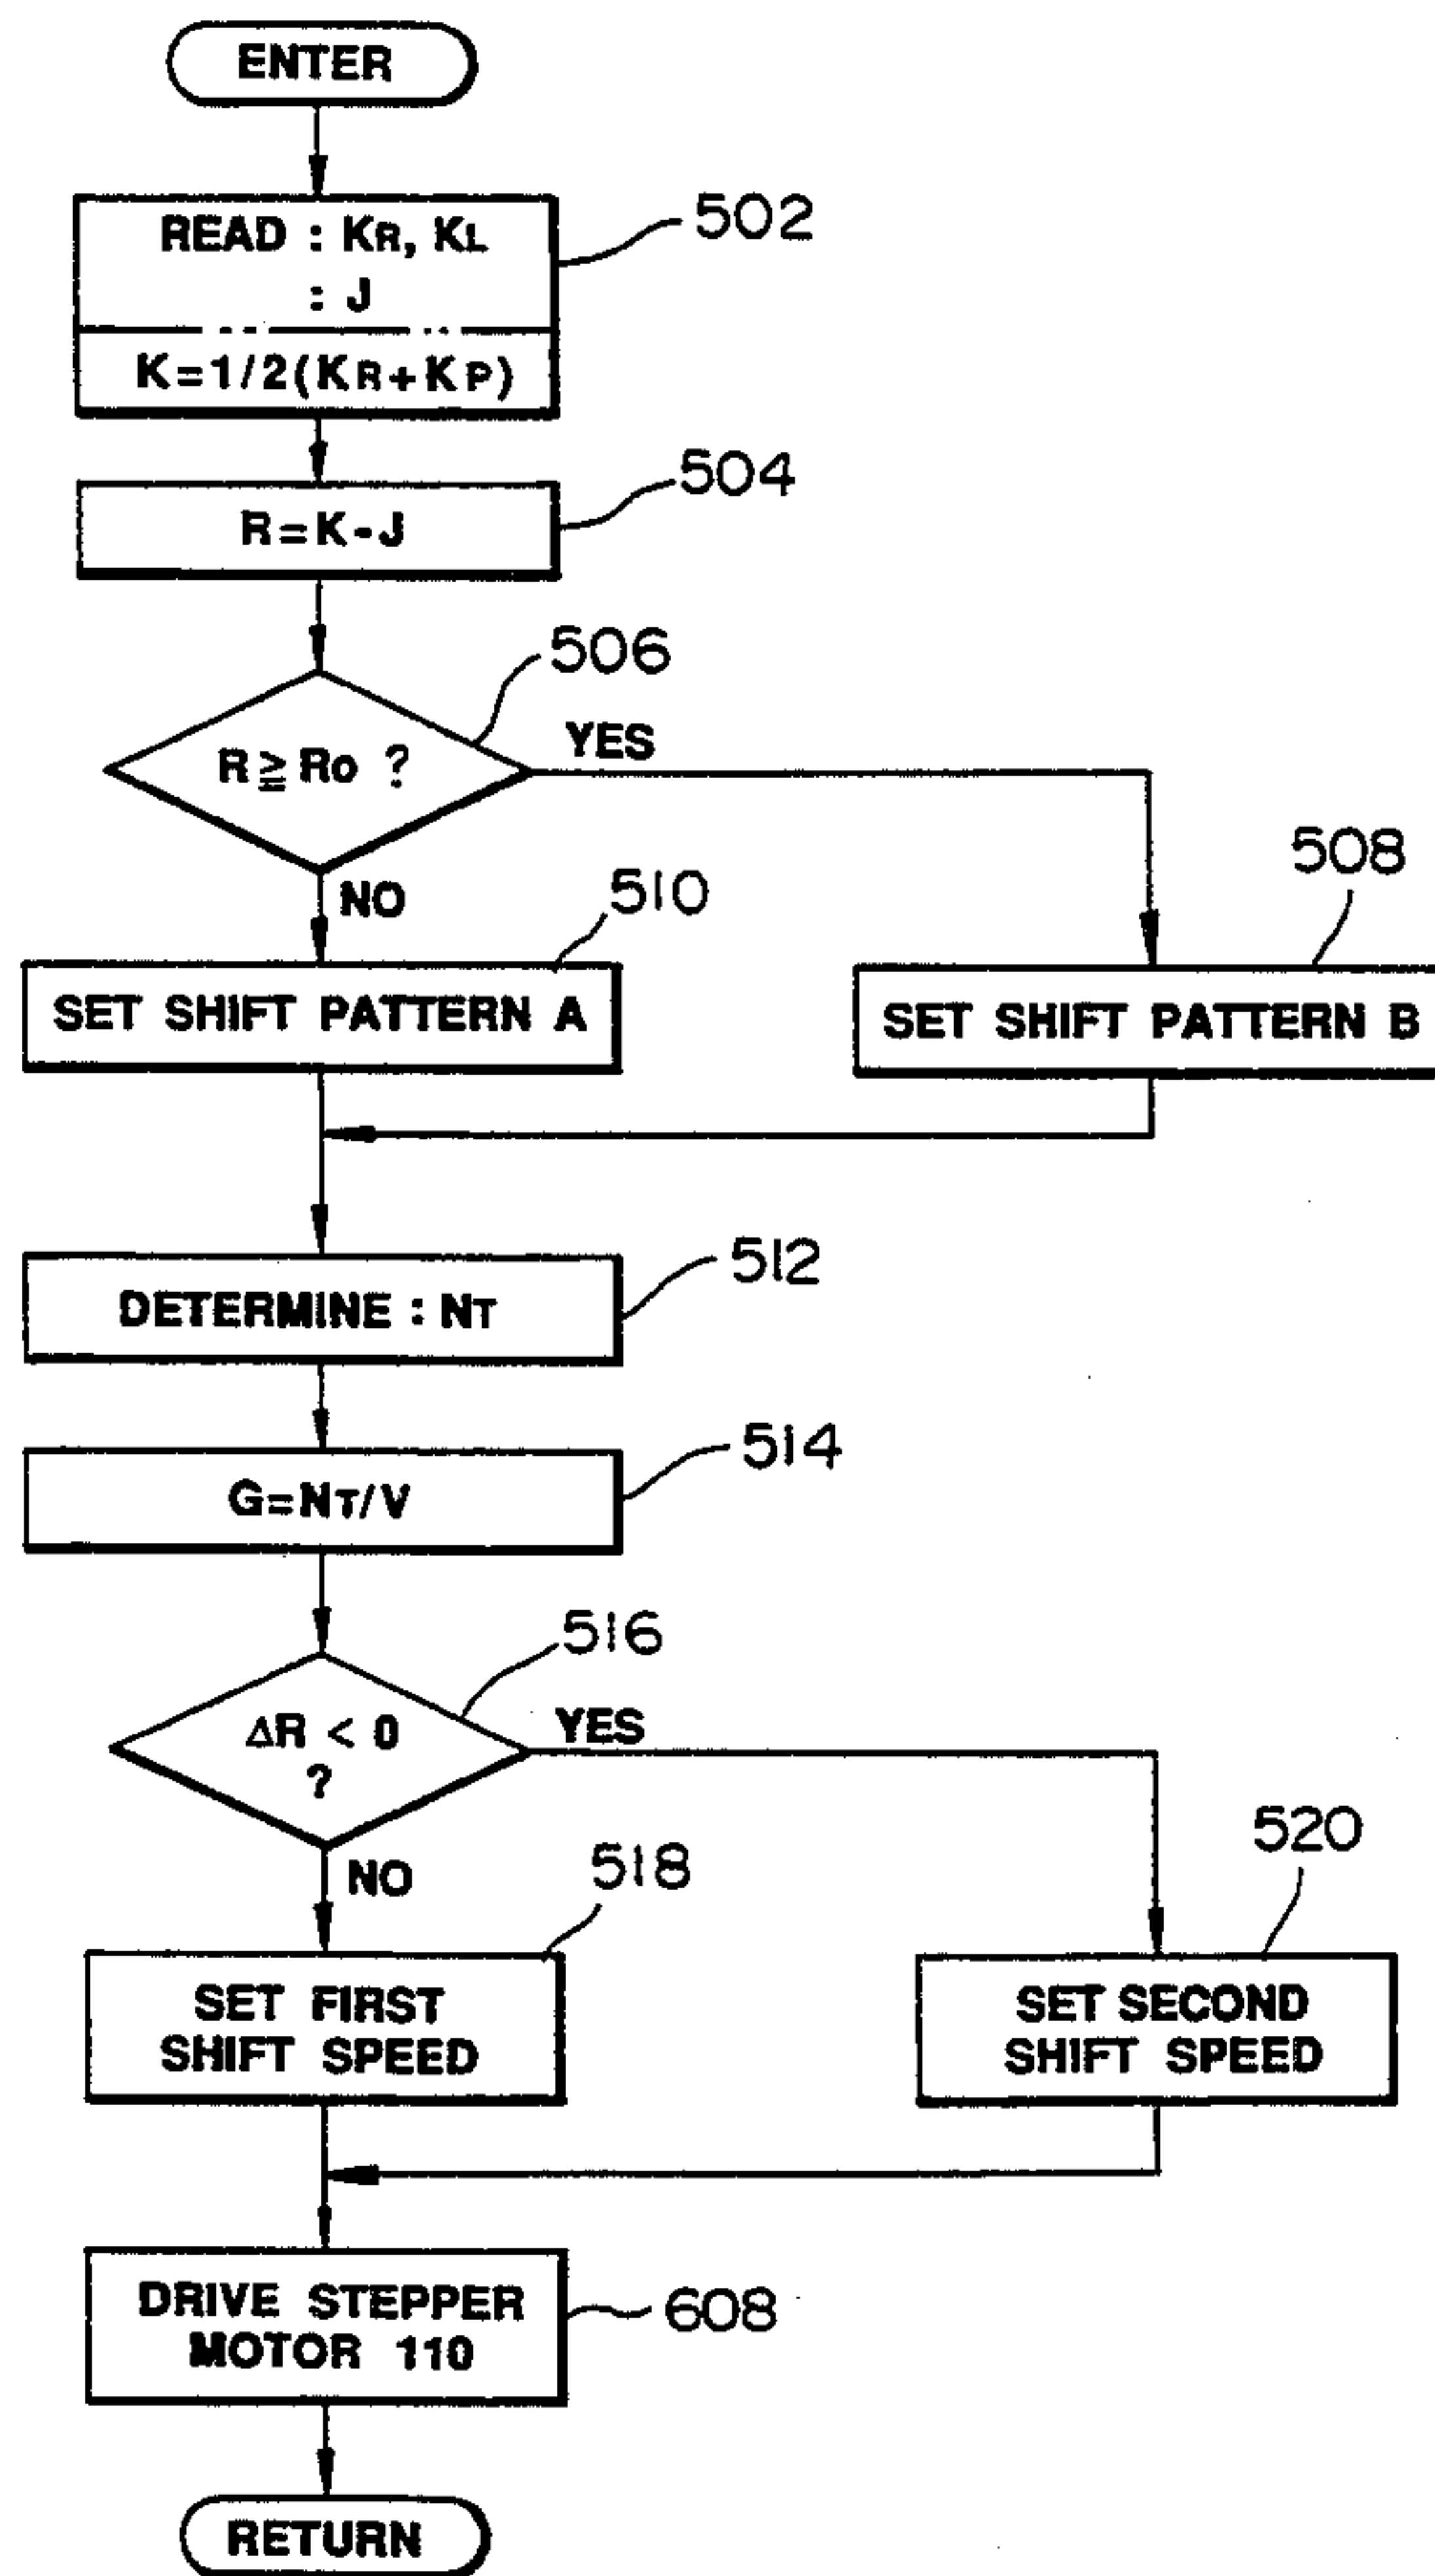 ENTER
READ : KR, KL
: J
K=1/2(KR+KP)
502
R=K-J
504
506
R≧Ro ?
YES
NO
510
508
SET SHIFT PATTERN A
SET SHIFT PATTERN B
DETERMINE : NT
512
G=NT/V
514
516
ΔR < 0
?
YES
NO
518
520
SET FIRST
SHIFT SPEED
SET SECOND
SHIFT SPEED
DRIVE STEPPER
MOTOR 110
608
RETURN